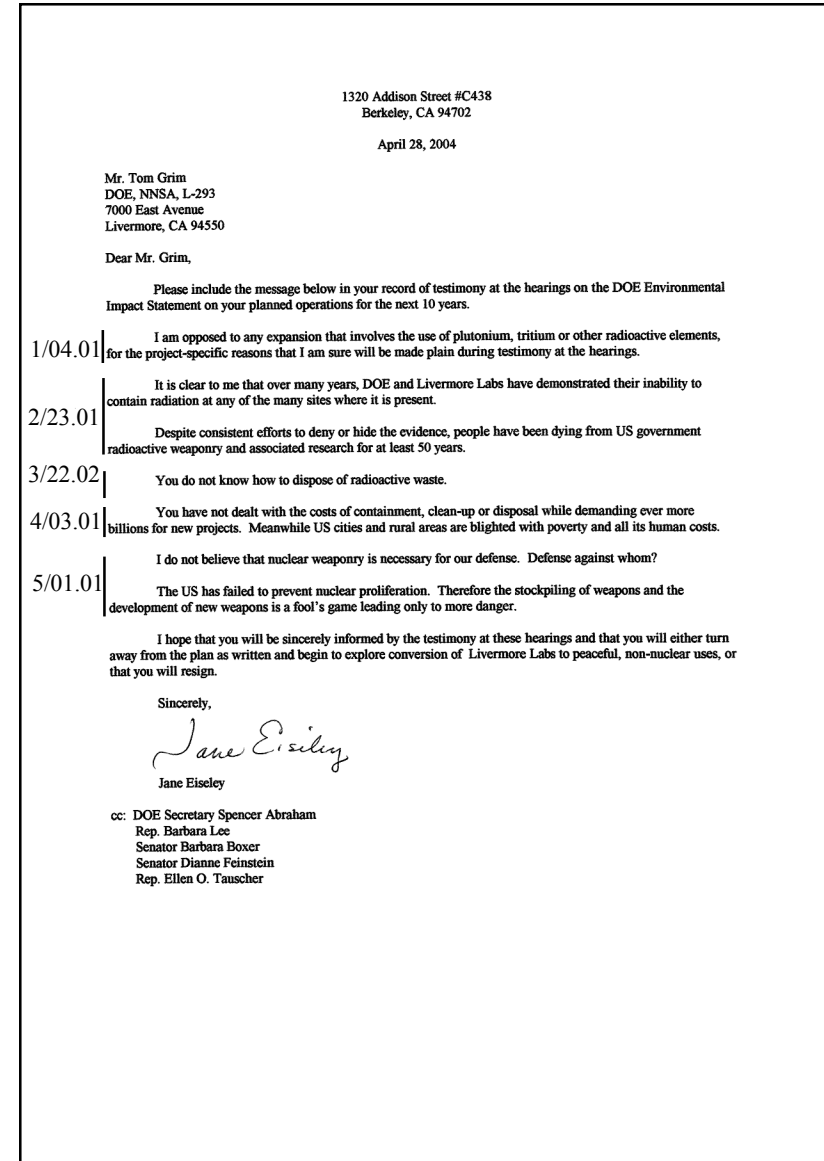 1320 Addison Street #C438
Berkeley, CA 94702
April 28, 2004
Mr. Tom Grim
DOE, NNSA, L-293
7000 East Avenue
Livermore, CA 94550
Dear Mr. Grim,
Please include the message below in your record of testimony at the hearings on the DOE Environmental
Impact Statement on your planned operations for the next 10 years.
1/04.01
I am opposed to any expansion that involves the use of plutonium, tritium or other radioactive elements,
for the project-specific reasons that I am sure will be made plain during testimony at the hearings.
2/23.01
It is clear to me that over many years, DOE and Livermore Labs have demonstrated their inability to
contain radiation at any of the many sites where it is present.
Despite consistent efforts to deny or hide the evidence, people have been dying from US government
radioactive weaponry and associated research for at least 50 years.
3/22.02
You do not know how to dispose of radioactive waste.
4/03.01
You have not dealt with the costs of containment, clean-up or disposal while demanding ever more
billions for new projects. Meanwhile US cities and rural areas are blighted with poverty and all its human costs.
5/01.01
I do not believe that nuclear weaponry is necessary for our defense. Defense against whom?
The US has failed to prevent nuclear proliferation. Therefore the stockpiling of weapons and the
development of new weapons is a fool's game leading only to more danger.
I hope that you will be sincerely informed by the testimony at these hearings and that you will either turn
away from the plan as written and begin to explore conversion of Livermore Labs to peaceful, non-nuclear uses, or
that you will resign.
Sincerely,
Jane Eiseley
Jane Eiseley
cc: DOE Secretary Spencer Abraham
Rep. Barbara Lee
Senator Barbara Boxer
Senator Dianne Feinstein
Rep. Ellen O. Tauscher